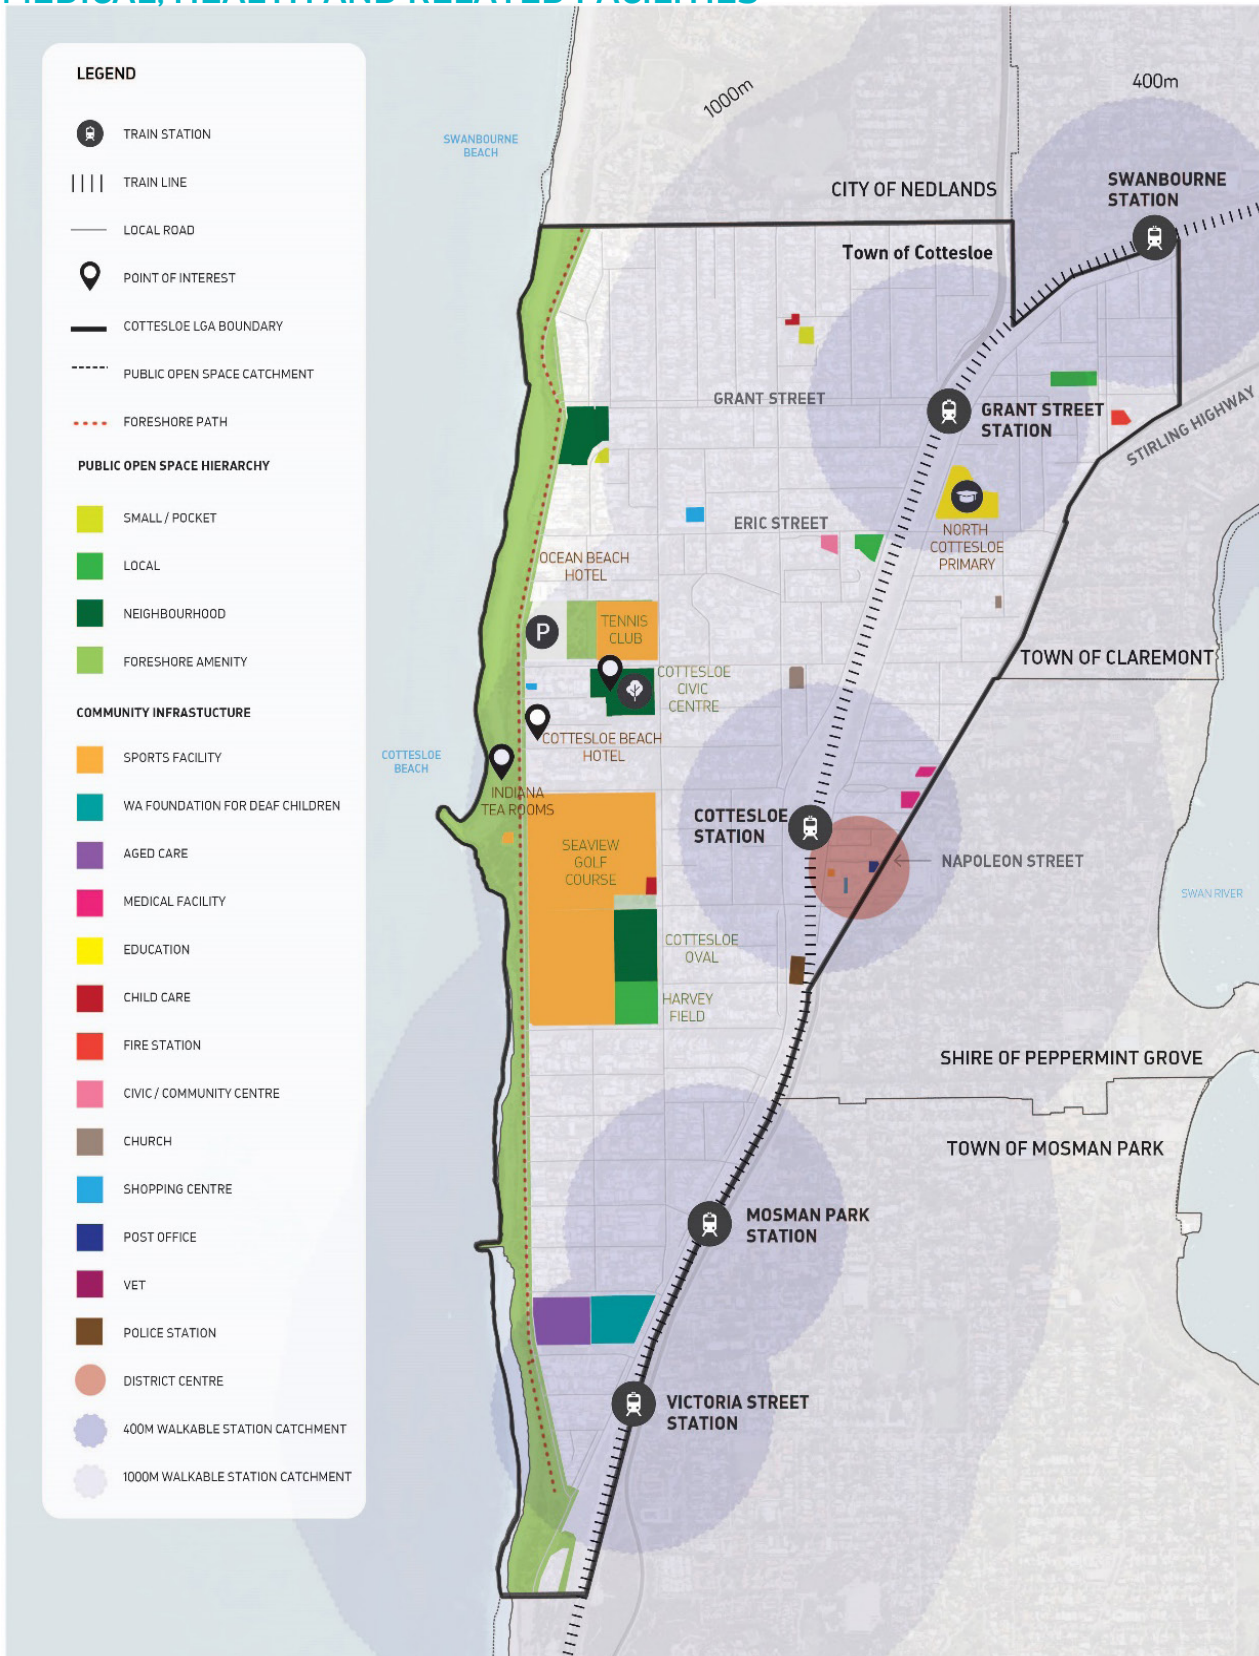 MEDICAL, HEALTH AND RELATED FACILITIES
LEGEND
TRAIN STATION
TRAIN LINE
LOCAL ROAD
POINT OF INTEREST
COTTESLOE LGA BOUNDARY
PUBLIC OPEN SPACE CATCHMENT
FORESHORE PATH
PUBLIC OPEN SPACE HIERARCHY
SMALL / POCKET
LOCAL
NEIGHBOURHOOD
FORESHORE AMENITY
COMMUNITY INFRASTUCTURE
SPORTS FACILITY
WA FOUNDATION FOR DEAF CHILDREN
AGED CARE
MEDICAL FACILITY
EDUCATION
CHILD CARE
FIRE STATION
CIVIC / COMMUNITY CENTRE
CHURCH
SHOPPING CENTRE
POST OFFICE
VET
POLICE STATION
DISTRICT CENTRE
400M WALKABLE STATION CATCHMENT
1000M WALKABLE STATION CATCHMENT
1000m
400m
SWANBOURNE
BEACH
CITY OF NEDLANDS
SWANBOURNE
STATION
Town of Cottesloe
GRANT STREET
GRANT STREET
STATION
STIRLING HIGHWAY
ERIC STREET
NORTH
COTTESLOE
PRIMARY
OCEAN BEACH
HOTEL
P
TENNIS
CLUB
TOWN OF CLAREMONT
COTTESLOE
CIVIC
CENTRE
COTTESLOE BEACH
HOTEL
COTTESLOE
BEACH
INDIANA
TEA ROOMS
COTTESLOE
STATION
SEAVIEW
GOLF
COURSE
NAPOLEON STREET
SWAN RIVER
COTTESLOE
OVAL
HARVEY
FIELD
SHIRE OF PEPPERMINT GROVE
TOWN OF MOSMAN PARK
MOSMAN PARK
STATION
VICTORIA STREET
STATION